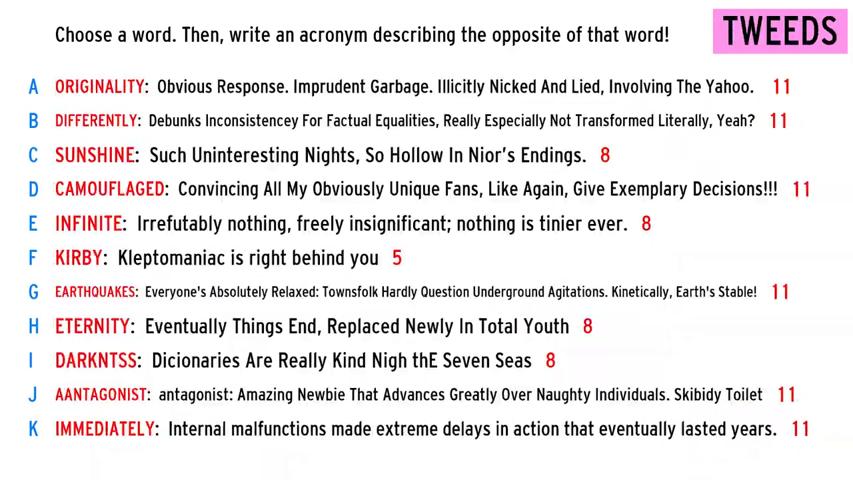 Choose a word. Then, write an acronym describing the opposite of that word!
TWEEDS
A ORIGINALITY: Obvious Response. Imprudent Garbage. Illicitly Nicked And Lied, Involving The Yahoo. 11
B DIFFERENTLY: Debunks Inconsistencey For Factual Equalities, Really Especially Not Transformed Literally, Yeah? 11
C SUNSHINE: Such Uninteresting Nights, So Hollow In Nior's Endings. 8
D CAMOUFLAGED: Convincing All My Obviously Unique Fans, Like Again, Give Exemplary Decisions!!! 11
E INFINITE: Irrefutably nothing, freely insignificant; nothing is tinier ever. 8
F KIRBY: Kleptomaniac is right behind you 5
G EARTHQUAKES: Everyone's Absolutely Relaxed: Townsfolk Hardly Question Underground Agitations. Kinetically, Earth's Stable! 11
H ETERNITY: Eventually Things End, Replaced Newly In Total Youth 8
I DARKNTSS: Dicionaries Are Really Kind Nigh thE Seven Seas 8
J AANTAGONIST: antagonist: Amazing Newbie That Advances Greatly Over Naughty Individuals. Skibidy Toilet 11
K IMMEDIATELY: Internal malfunctions made extreme delays in action that eventually lasted years. 11